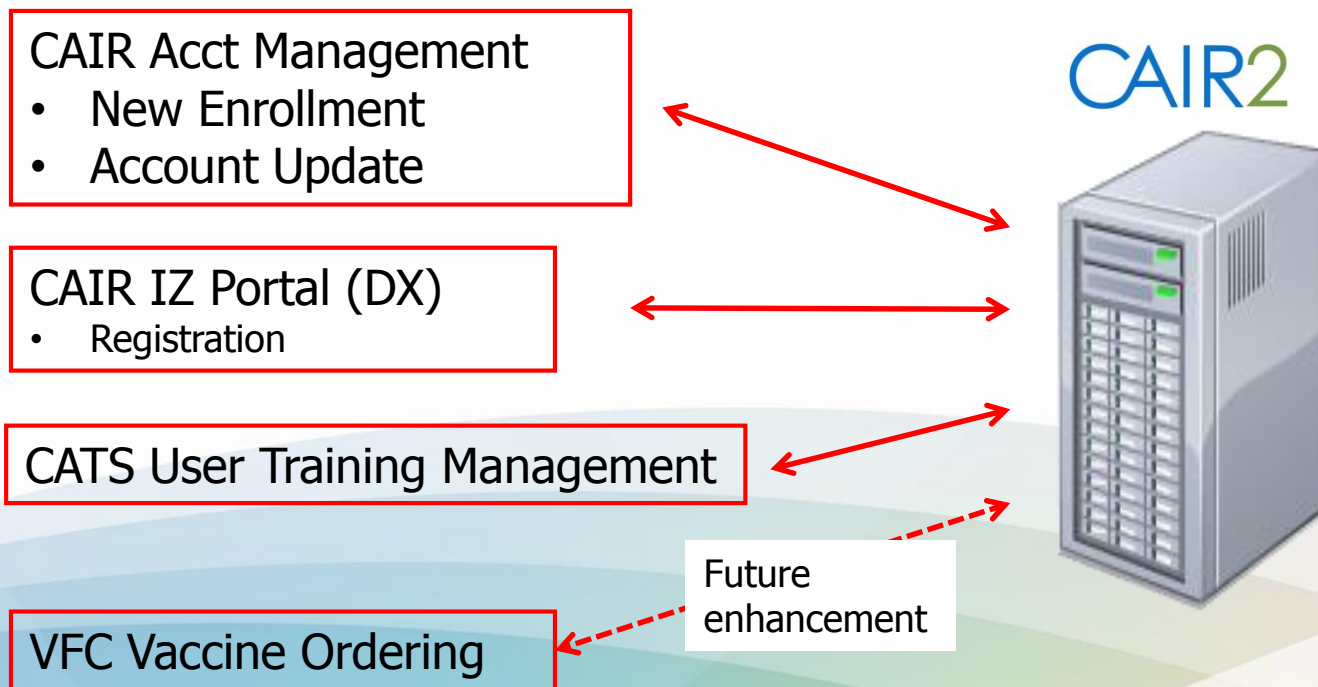 CAIR Acct Management
• New Enrollment
• Account Update
CAIR2
CAIR IZ Portal (DX)
• Registration
CATS User Training Management
Future
enhancement
VFC Vaccine Ordering